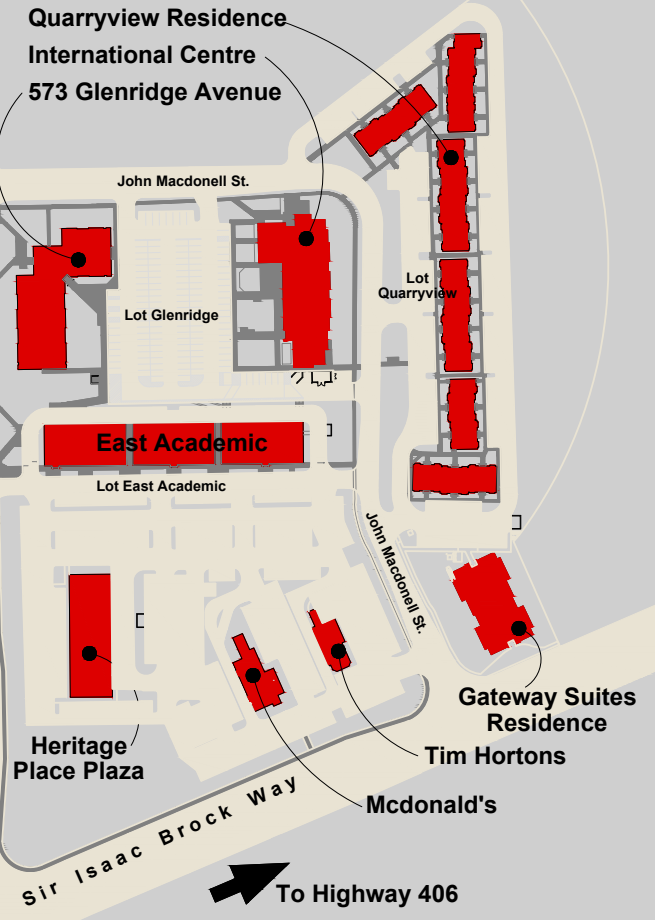 Quarryview Residence
International Centre
573 Glenridge Avenue
John Macdonell St.
Lot
Quarryview
Lot Glenridge
East Academic
Lot East Academic
John Macdonell St.
Gateway Suites
Residence
Heritage
Place Plaza
Tim Hortons
Mcdonald's
Sir Isaac Brock Way
To Highway 406